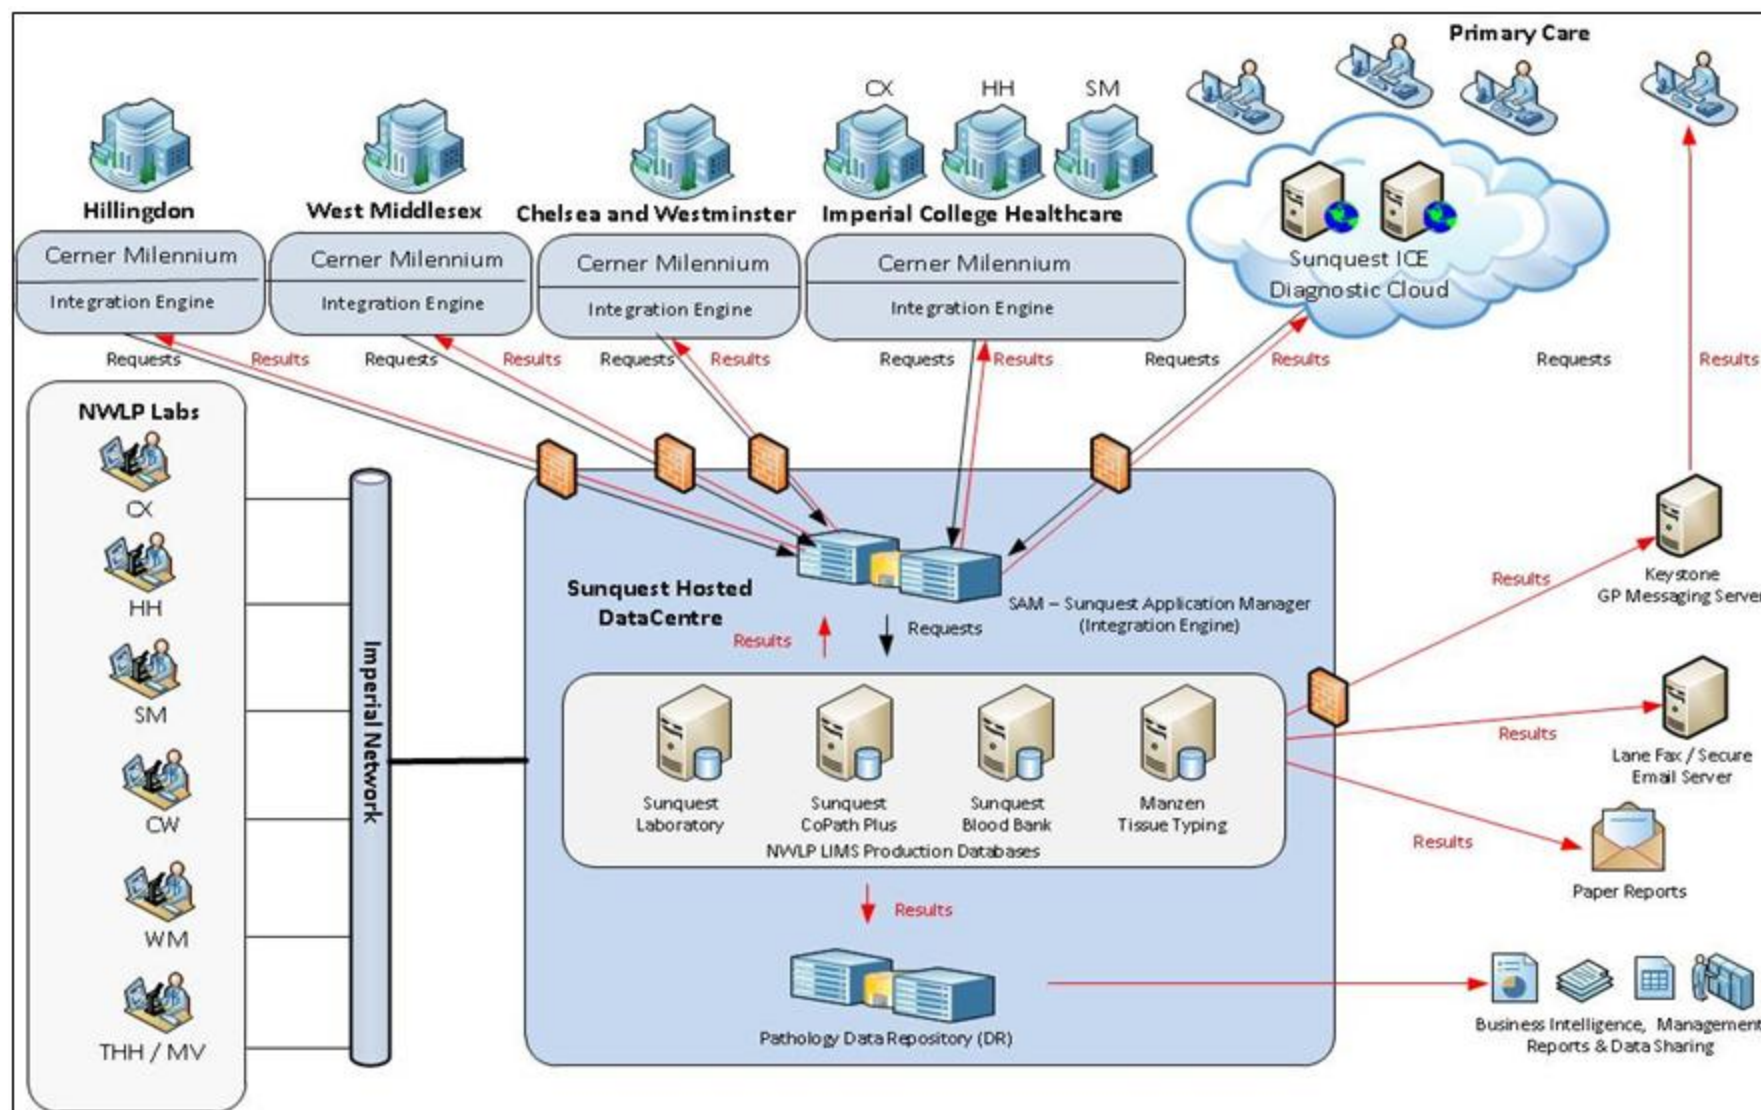 Primary Care
CX
HH
SM
Hillingdon
West Middlesex
Chelsea and Westminster
Imperial College Healthcare
Cerner Milennium
Integration Engine
Cerner Milennium
Integration Engine
Cerner Milennium
Integration Engine
Cerner Milennium
Integration Engine
Sunquest ICE
Diagnostic Cloud
Requests
Results
Requests
Results
Requests
Results
Requests
Results
Requests
Results
Requests
Results
NWLP Labs
CX
HH
SM
CW
WM
THH / MV
Imperial Network
Sunquest Hosted
DataCentre
SAM – Sunquest Application Manager
(Integration Engine)
Results
Requests
Sunquest
Laboratory
Sunquest
CoPath Plus
Sunquest
Blood Bank
Manzen
Tissue Typing
NWLP LIMS Production Databases
Results
Pathology Data Repository (DR)
Results
Keystone
GP Messaging Server
Results
Lane Fax / Secure
Email Server
Results
Paper Reports
Business Intelligence, Management
Reports & Data Sharing